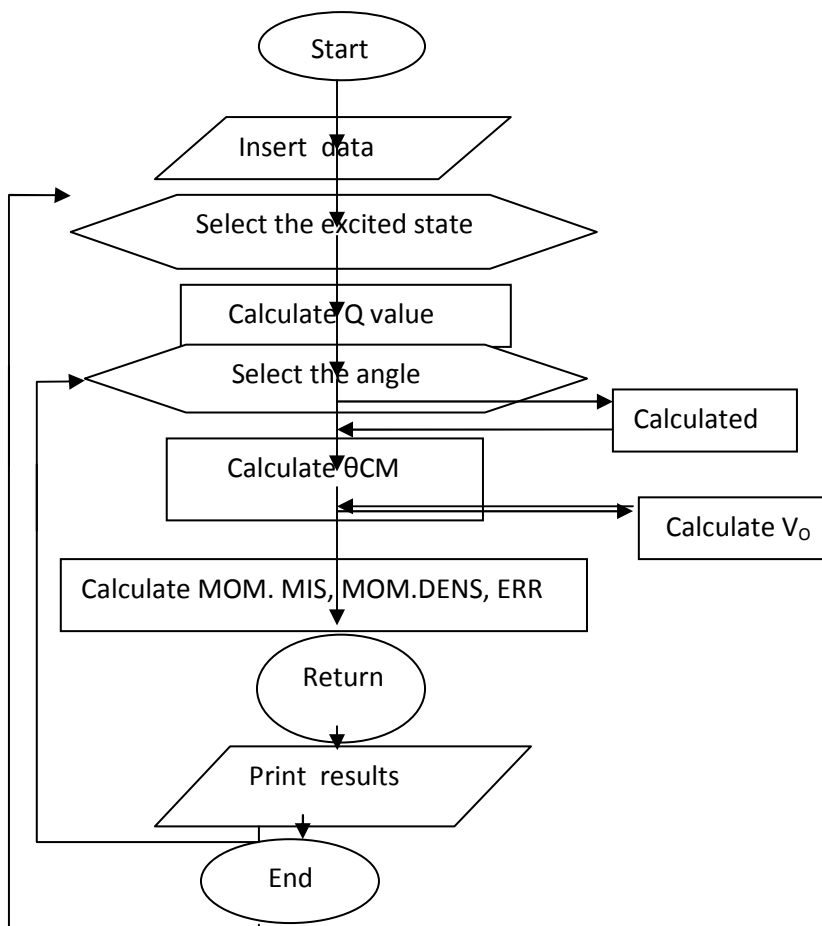 Start
Insert data
Select the excited state
Calculate Q value
Select the angle
Calculated
Calculate θCM
Calculate V₀
Calculate MOM. MIS, MOM.DENS, ERR
Return
Print results
End